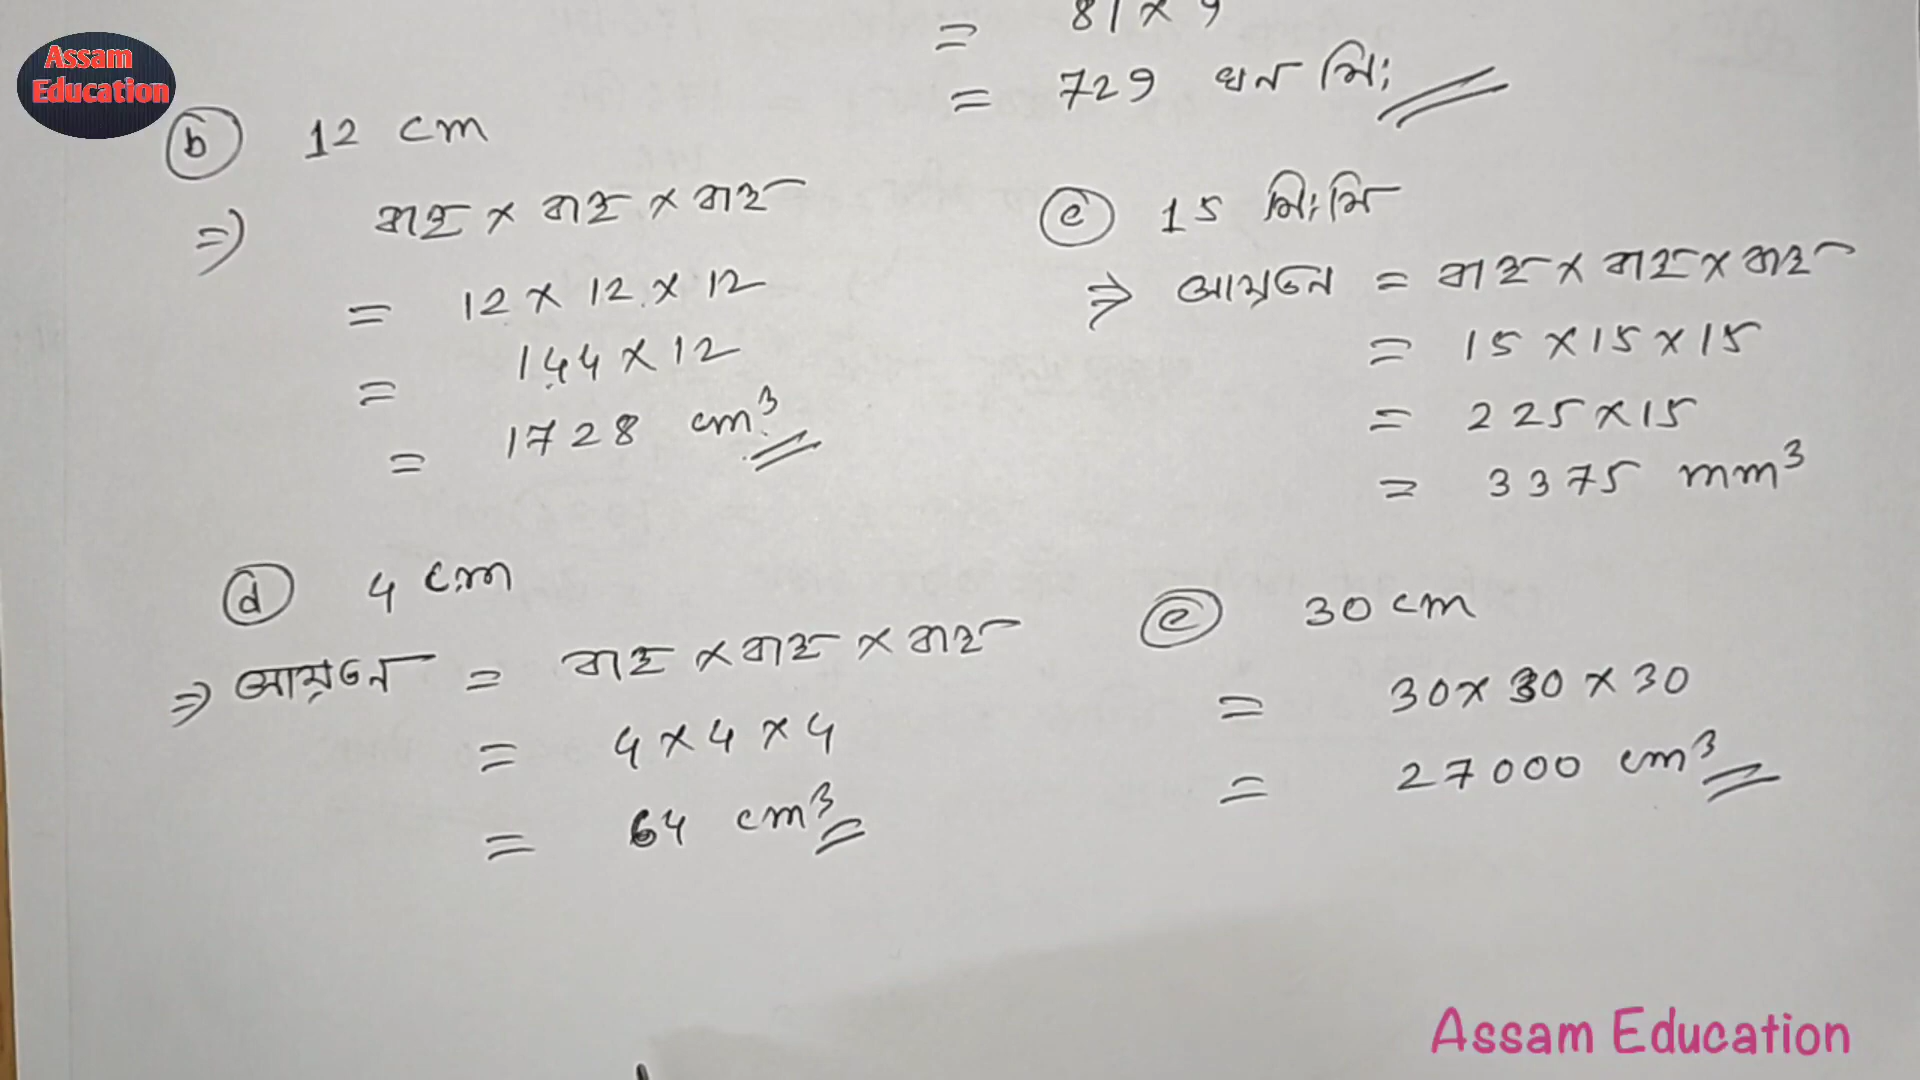 Assam
Education
= 81 × 9
= 729 ঘন মি:
(b) 12 cm
⇒ বাহু × বাহু × বাহু
= 12 × 12 × 12
= 144 × 12
= 1728 cm³
(c) 15 মি:মি
⇒ আয়তন = বাহু × বাহু × বাহু
= 15 × 15 × 15
= 225 × 15
= 3375 mm³
(d) 4 c.m
⇒ আয়তন = বাহু × বাহু × বাহু
= 4 × 4 × 4
= 64 cm³
(e) 30 cm
= 30 × 30 × 30
= 27000 cm³
Assam Education